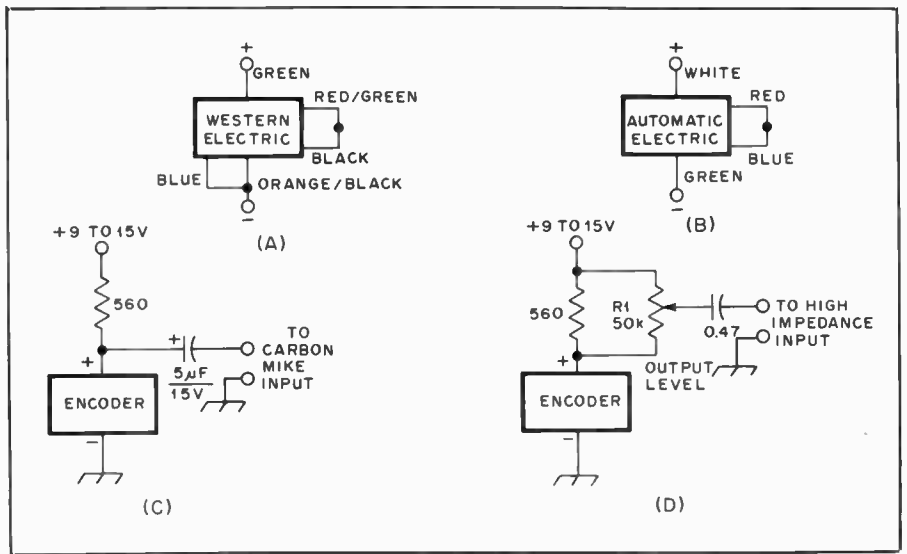 +
GREEN
WESTERN
ELECTRIC
RED/GREEN
BLACK
BLUE
ORANGE/BLACK
−
(A)
+
WHITE
AUTOMATIC
ELECTRIC
RED
BLUE
GREEN
−
(B)
+9 TO 15V
560
+
+
5µF
15V
TO
CARBON
MIKE
INPUT
ENCODER
−
(C)
+9 TO 15V
560
R1
50k
0.47
TO HIGH
IMPEDANCE
INPUT
OUTPUT
LEVEL
+
ENCODER
−
(D)